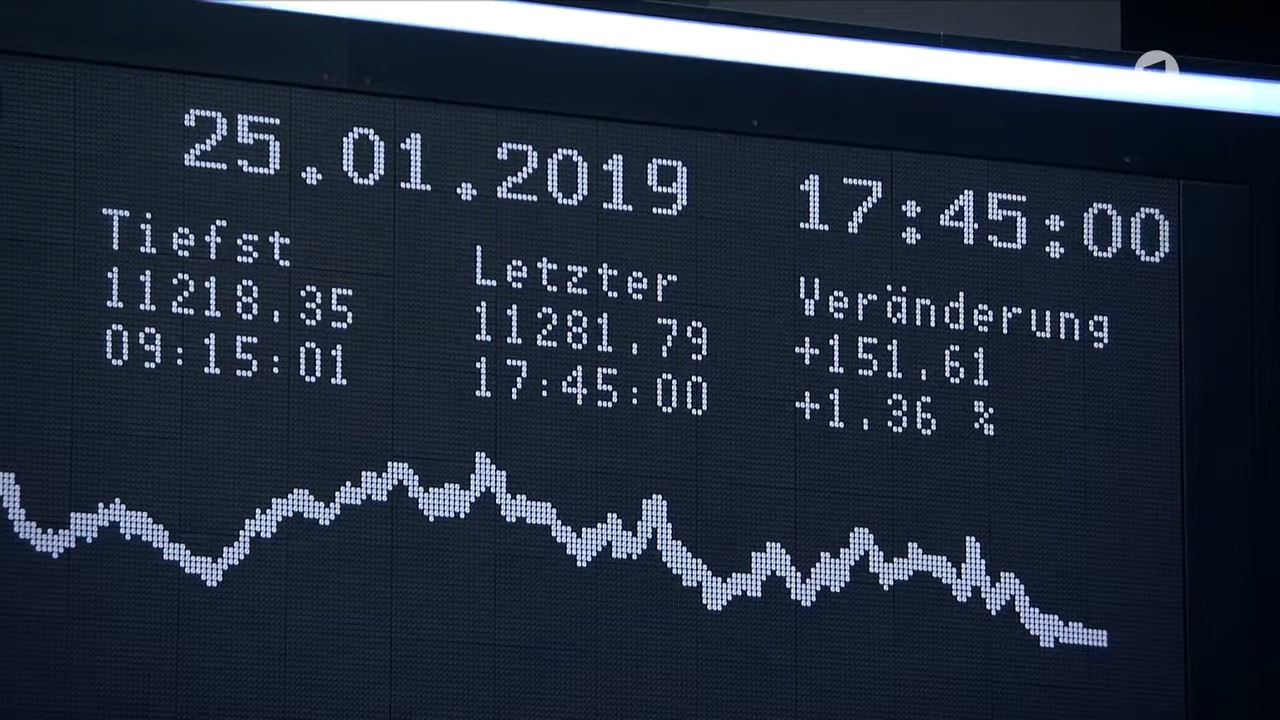 25.01.2019 17:45:00
Tiefst
11218.35
09:15:01
Letzter
11281.79
17:45:00
Veränderung
+151.61
+1.36 %